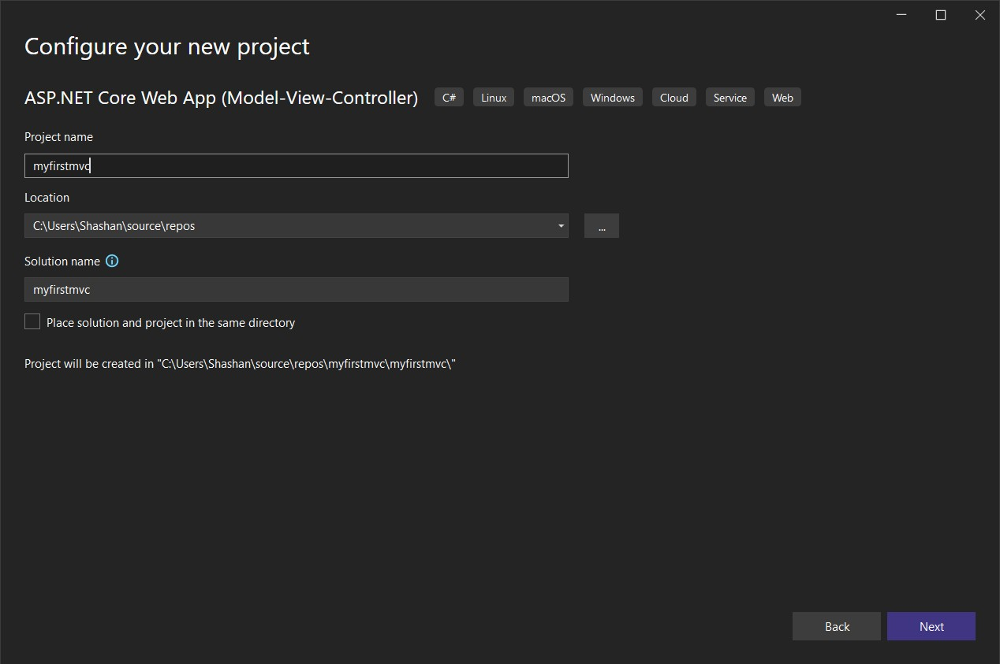 Configure your new project
ASP.NET Core Web App (Model-View-Controller) C# Linux macOS Windows Cloud Service Web
Project name
myfirstmvc
Location
C:\Users\Shashan\source\repos
...
Solution name
myfirstmvc
Place solution and project in the same directory
Project will be created in "C:\Users\Shashan\source\repos\myfirstmvc\myfirstmvc\"
Back Next